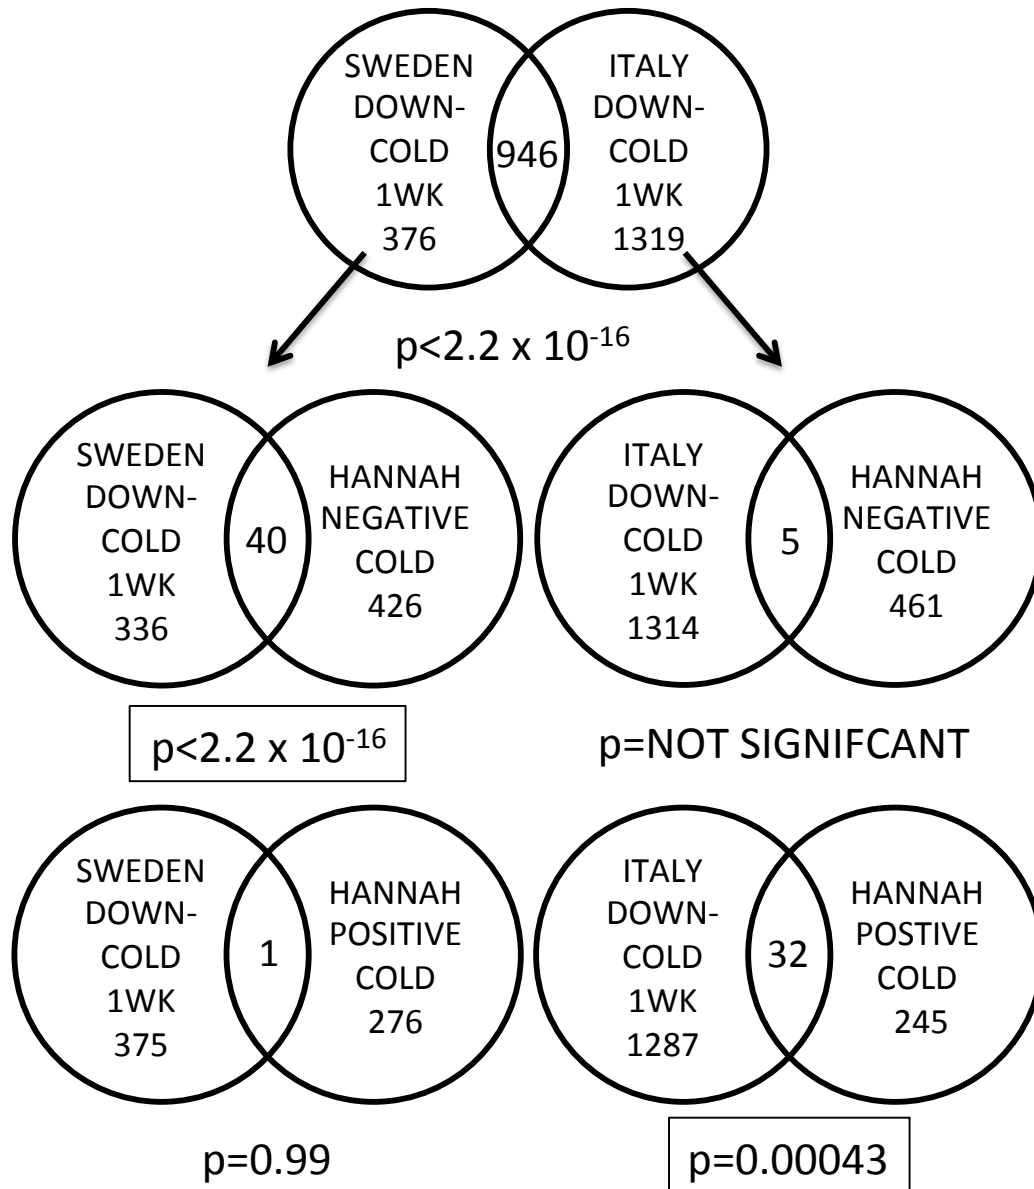 SWEDEN
DOWN-
COLD
1WK
376
946
ITALY
DOWN-
COLD
1WK
1319
p<2.2 x 10⁻¹⁶
SWEDEN
DOWN-
COLD
1WK
336
40
HANNAH
NEGATIVE
COLD
426
ITALY
DOWN-
COLD
1WK
1314
5
HANNAH
NEGATIVE
COLD
461
p<2.2 x 10⁻¹⁶
p=NOT SIGNIFCANT
SWEDEN
DOWN-
COLD
1WK
375
1
HANNAH
POSITIVE
COLD
276
ITALY
DOWN-
COLD
1WK
1287
32
HANNAH
POSTIVE
COLD
245
p=0.99
p=0.00043